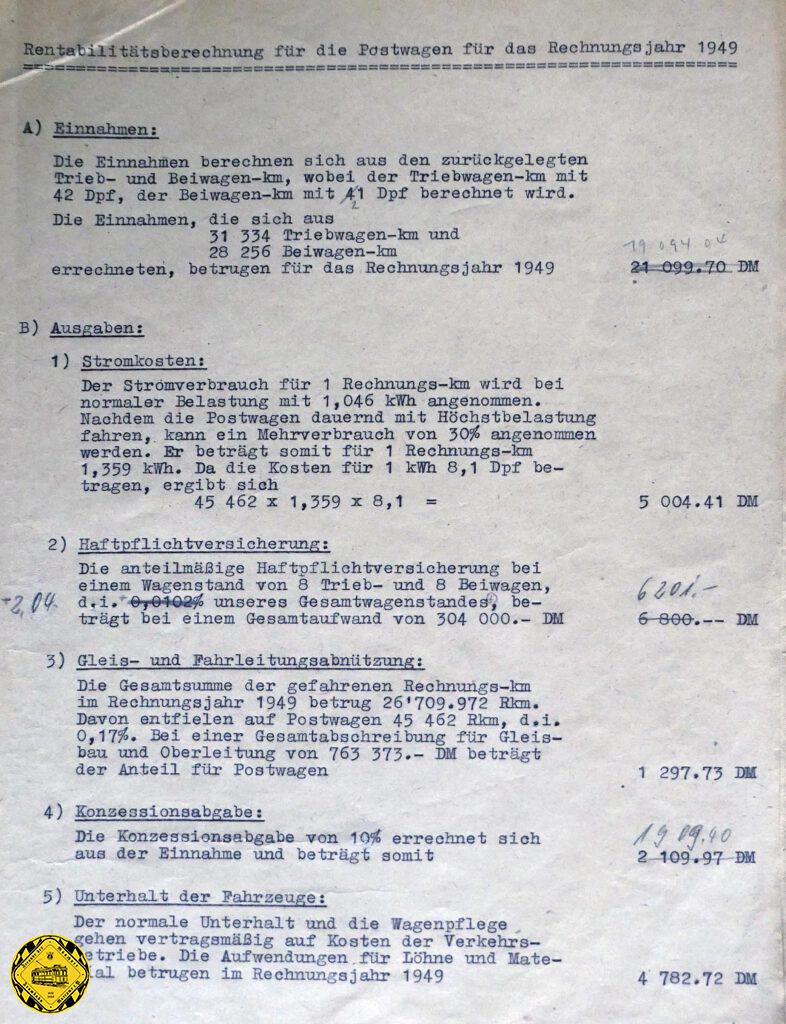 Rentabilitätsberechnung für die Postwagen für das Rechnungsjahr 1949
A) Einnahmen:
Die Einnahmen berechnen sich aus den zurückgelegten
Trieb- und Beiwagen-km, wobei der Triebwagen-km mit
42 Dpf, der Beiwagen-km mit 41 Dpf berechnet wird.
2
Die Einnahmen, die sich aus
31 334 Triebwagen-km und
28 256 Beiwagen-km
19 094 04
errechneten, betrugen für das Rechnungsjahr 1949 21 099.70 DM
B) Ausgaben:
1) Stromkosten:
Der Stromverbrauch für 1 Rechnungs-km wird bei
normaler Belastung mit 1,046 kWh angenommen.
Nachdem die Postwagen dauernd mit Höchstbelastung
fahren, kann ein Mehrverbrauch von 30% angenommen
werden. Er beträgt somit für 1 Rechnungs-km
1,359 kWh. Da die Kosten für 1 kWh 8,1 Dpf be-
tragen, ergibt sich
45 462 x 1,359 x 8,1 = 5 004.41 DM
2) Haftpflichtversicherung:
Die anteilmäßige Haftpflichtversicherung bei
einem Wagenstand von 8 Trieb- und 8 Beiwagen,
6201.-
2,04 d.i. 0,0102% unseres Gesamtwagenstandes, be-
trägt bei einem Gesamtaufwand von 304 000.- DM 6 800.-- DM
3) Gleis- und Fahrleitungsabnützung:
Die Gesamtsumme der gefahrenen Rechnungs-km
im Rechnungsjahr 1949 betrug 26'709.972 Rkm.
Davon entfielen auf Postwagen 45 462 Rkm, d.i.
0,17%. Bei einer Gesamtabschreibung für Gleis-
bau und Oberleitung von 763 373.- DM beträgt
der Anteil für Postwagen 1 297.73 DM
4) Konzessionsabgabe:
Die Konzessionsabgabe von 10% errechnet sich
19 09.40
aus der Einnahme und beträgt somit 2 109.97 DM
5) Unterhalt der Fahrzeuge:
Der normale Unterhalt und die Wagenpflege
gehen vertragsmäßig auf Kosten der Verkehrs-
etriebe. Die Aufwendungen für Löhne und Mate-
al betrugen im Rechnungsjahr 1949 4 782.72 DM